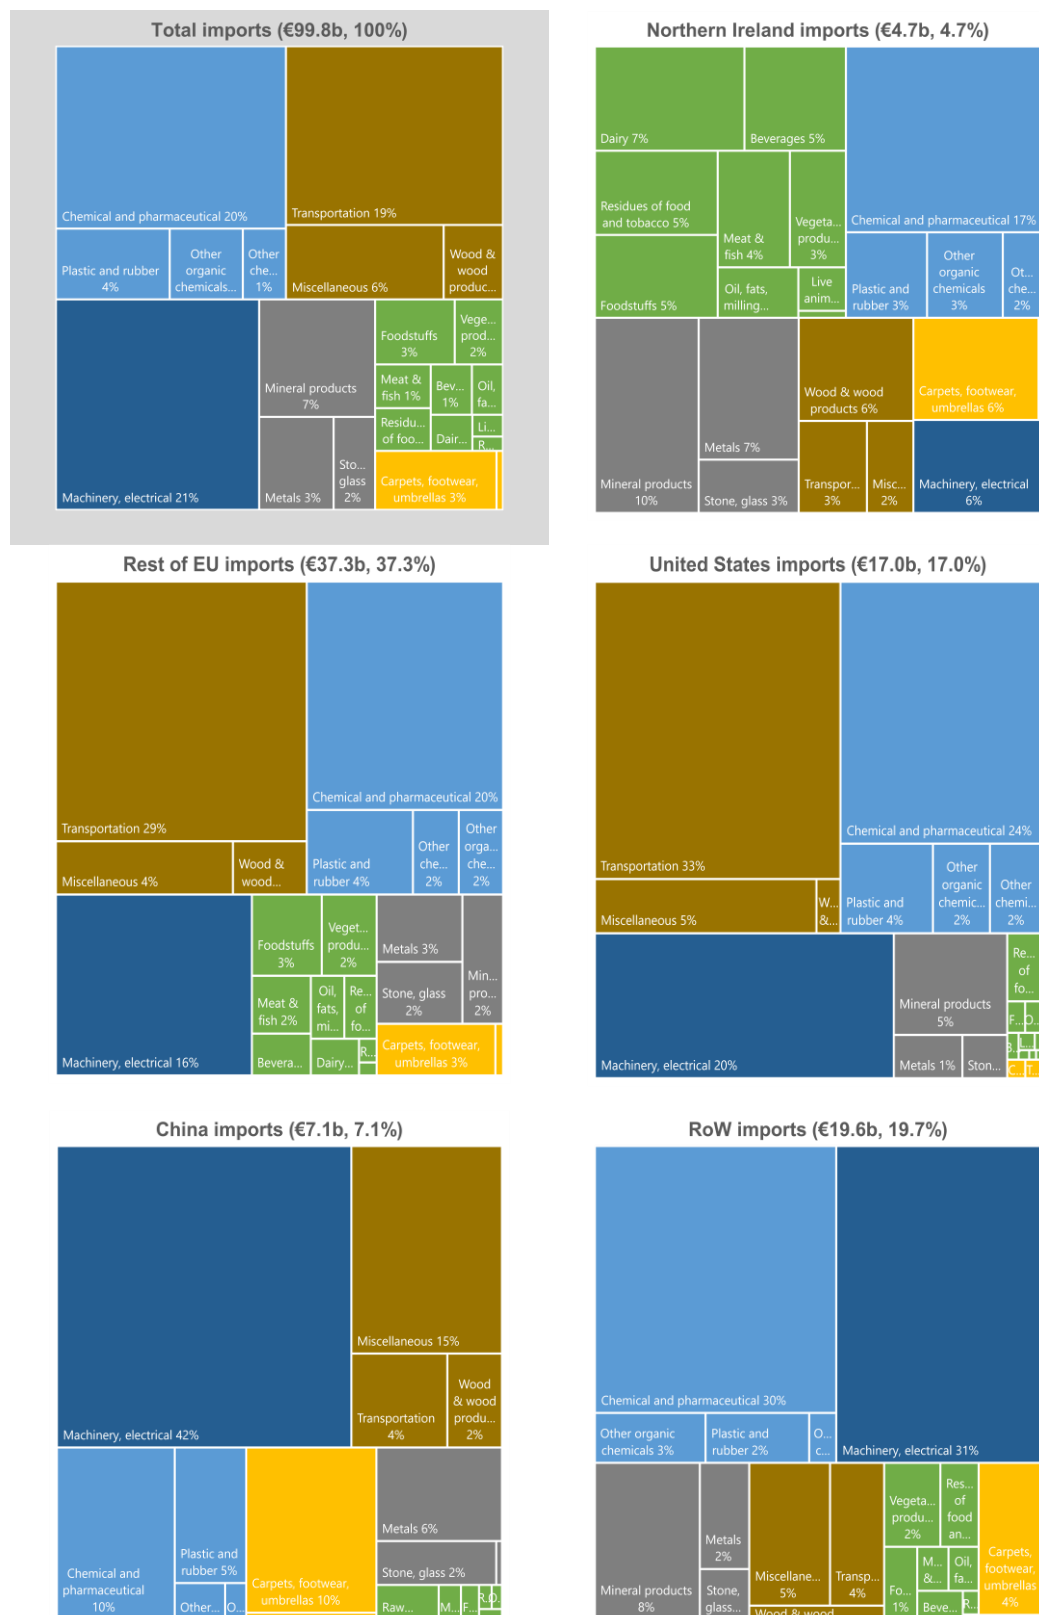 Total imports (€99.8b, 100%)
Chemical and pharmaceutical 20%
Transportation 19%
Plastic and rubber
4%
Other
organic
chemicals...
Other
che...
1%
Miscellaneous 6%
Wood &
wood
produc...
Machinery, electrical 21%
Mineral products
7%
Metals 3%
Sto...
glass
2%
Foodstuffs
3%
Vege...
prod...
2%
Meat &
fish 1%
Bev...
1%
Oil,
fa...
Residu...
of foo...
Dair...
Li...
R...
Carpets, footwear,
umbrellas 3%
Northern Ireland imports (€4.7b, 4.7%)
Dairy 7%
Beverages 5%
Residues of food
and tobacco 5%
Meat &
fish 4%
Vegeta...
produ...
3%
Foodstuffs 5%
Oil, fats,
milling...
Live
anim...
Chemical and pharmaceutical 17%
Plastic and
rubber 3%
Other
organic
chemicals
3%
Ot...
che...
2%
Mineral products
10%
Metals 7%
Stone, glass 3%
Wood & wood
products 6%
Transpor...
3%
Misc...
2%
Carpets, footwear,
umbrellas 6%
Machinery, electrical
6%
Rest of EU imports (€37.3b, 37.3%)
Transportation 29%
Chemical and pharmaceutical 20%
Miscellaneous 4%
Wood &
wood...
Plastic and
rubber 4%
Other
che...
2%
Other
orga...
che...
2%
Machinery, electrical 16%
Foodstuffs
3%
Veget...
produ...
2%
Meat &
fish 2%
Oil,
fats,
mi...
Re...
of
fo...
Bevera...
Dairy...
R...
Metals 3%
Stone, glass
2%
Min...
pro...
2%
Carpets, footwear,
umbrellas 3%
United States imports (€17.0b, 17.0%)
Transportation 33%
Chemical and pharmaceutical 24%
Miscellaneous 5%
W...
&...
Plastic and
rubber 4%
Other
organic
chemic...
2%
Other
chemi...
2%
Machinery, electrical 20%
Mineral products
5%
Metals 1%
Ston...
Re...
of
fo...
F...
O...
B...
L...
C...
T...
China imports (€7.1b, 7.1%)
Machinery, electrical 42%
Miscellaneous 15%
Transportation
4%
Wood
& wood
produ...
2%
Chemical and
pharmaceutical
10%
Plastic and
rubber 5%
Other...
O...
Carpets, footwear,
umbrellas 10%
Metals 6%
Stone, glass 2%
Raw...
M...
F...
R...
O...
RoW imports (€19.6b, 19.7%)
Chemical and pharmaceutical 30%
Machinery, electrical 31%
Other organic
chemicals 3%
Plastic and
rubber 2%
O...
c...
Mineral products
8%
Metals
2%
Stone,
glass...
Miscellane...
5%
Transp...
4%
Wood & wood
Vegeta...
produ...
2%
Res...
of
food
an...
Fo...
1%
M...
&...
Oil,
fa...
Beve...
R...
Carpets,
footwear,
umbrellas
4%